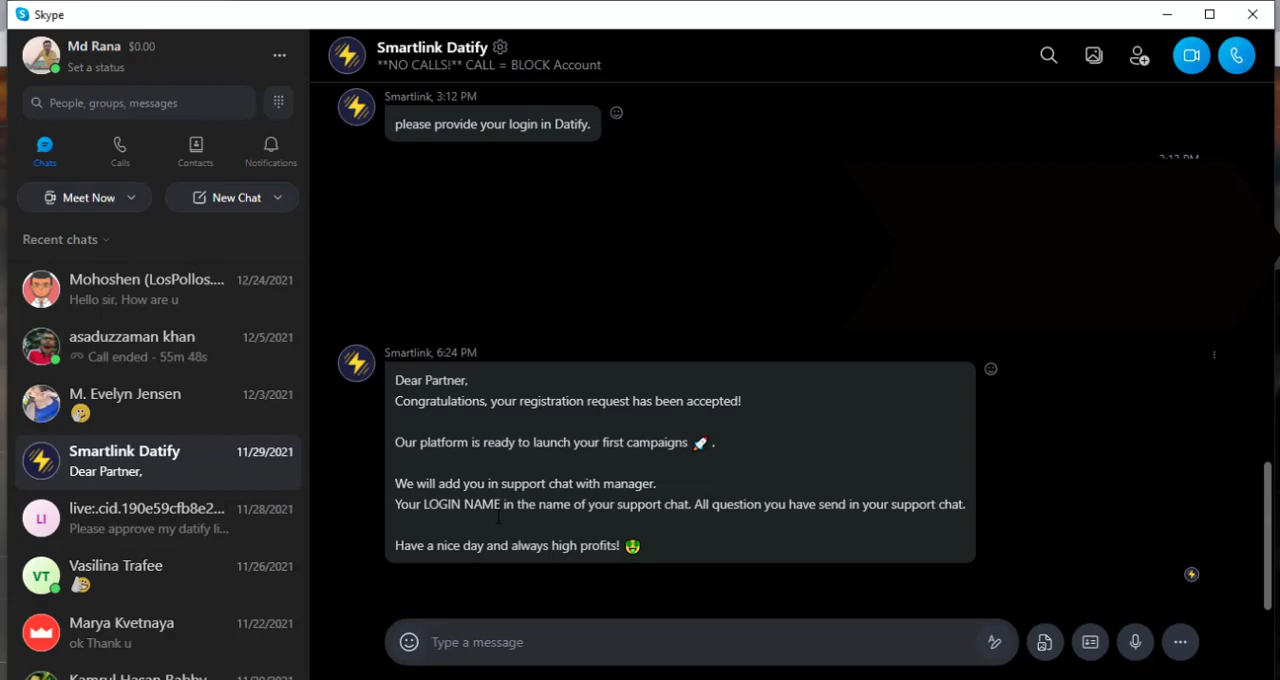 Skype
Md Rana $0.00
Set a status
People, groups, messages
Chats
Calls
Contacts
Notifications
Meet Now
New Chat
Recent chats
Mohoshen (LosPollos.... 12/24/2021
Hello sir, How are u
asaduzzaman khan 12/5/2021
Call ended - 55m 48s
M. Evelyn Jensen 12/3/2021
Smartlink Datify 11/29/2021
Dear Partner,
LI
live:.cid.190e59cfb8e2... 11/28/2021
Please approve my datify li...
VT
Vasilina Trafee 11/26/2021
Marya Kvetnaya 11/22/2021
ok Thank u
Smartlink Datify
**NO CALLS!** CALL = BLOCK Account
Smartlink, 3:12 PM
please provide your login in Datify.
3:12 PM
Smartlink, 6:24 PM
Dear Partner,
Congratulations, your registration request has been accepted!
Our platform is ready to launch your first campaigns 🚀 .
We will add you in support chat with manager.
Your LOGIN NAME in the name of your support chat. All question you have send in your support chat.
Have a nice day and always high profits! 🤑
Type a message